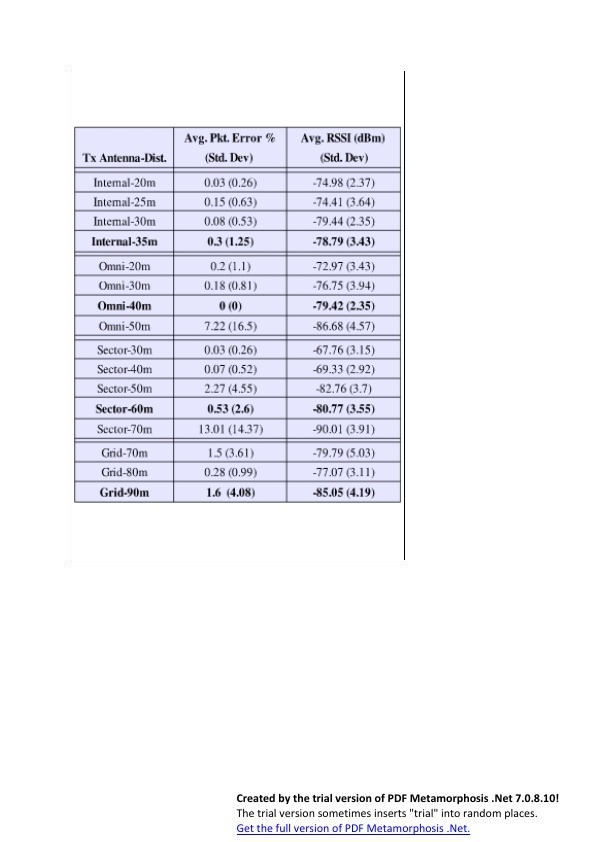 Avg. Pkt. Error % Avg. RSSI (dBm)
Tx Antenna-Dist. (Std. Dev) (Std. Dev)
Internal-20m 0.03 (0.26) -74.98 (2.37)
Internal-25m 0.15 (0.63) -74.41 (3.64)
Internal-30m 0.08 (0.53) -79.44 (2.35)
Internal-35m 0.3 (1.25) -78.79 (3.43)
Omni-20m 0.2 (1.1) -72.97 (3.43)
Omni-30m 0.18 (0.81) -76.75 (3.94)
Omni-40m 0 (0) -79.42 (2.35)
Omni-50m 7.22 (16.5) -86.68 (4.57)
Sector-30m 0.03 (0.26) -67.76 (3.15)
Sector-40m 0.07 (0.52) -69.33 (2.92)
Sector-50m 2.27 (4.55) -82.76 (3.7)
Sector-60m 0.53 (2.6) -80.77 (3.55)
Sector-70m 13.01 (14.37) -90.01 (3.91)
Grid-70m 1.5 (3.61) -79.79 (5.03)
Grid-80m 0.28 (0.99) -77.07 (3.11)
Grid-90m 1.6 (4.08) -85.05 (4.19)
Created by the trial version of PDF Metamorphosis .Net 7.0.8.10!
The trial version sometimes inserts "trial" into random places.
Get the full version of PDF Metamorphosis .Net.